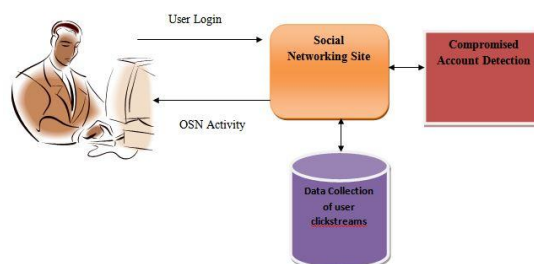 User Login
Social
Networking Site
Compromised
Account Detection
OSN Activity
Data Collection
of user
clickstreams